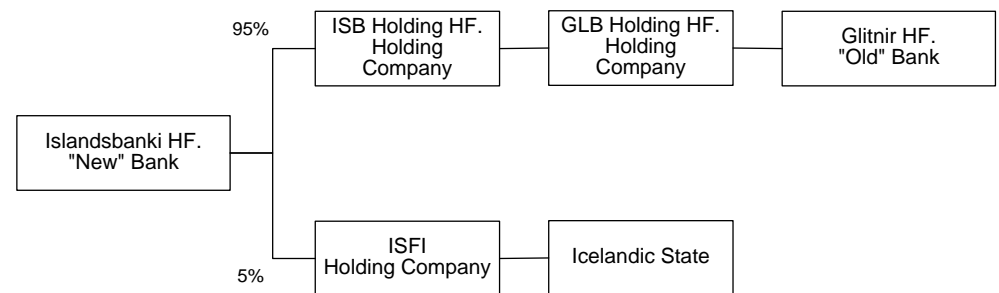 95%
ISB Holding HF.
Holding
Company
GLB Holding HF.
Holding
Company
Glitnir HF.
"Old" Bank
Islandsbanki HF.
"New" Bank
5%
ISFI
Holding Company
Icelandic State